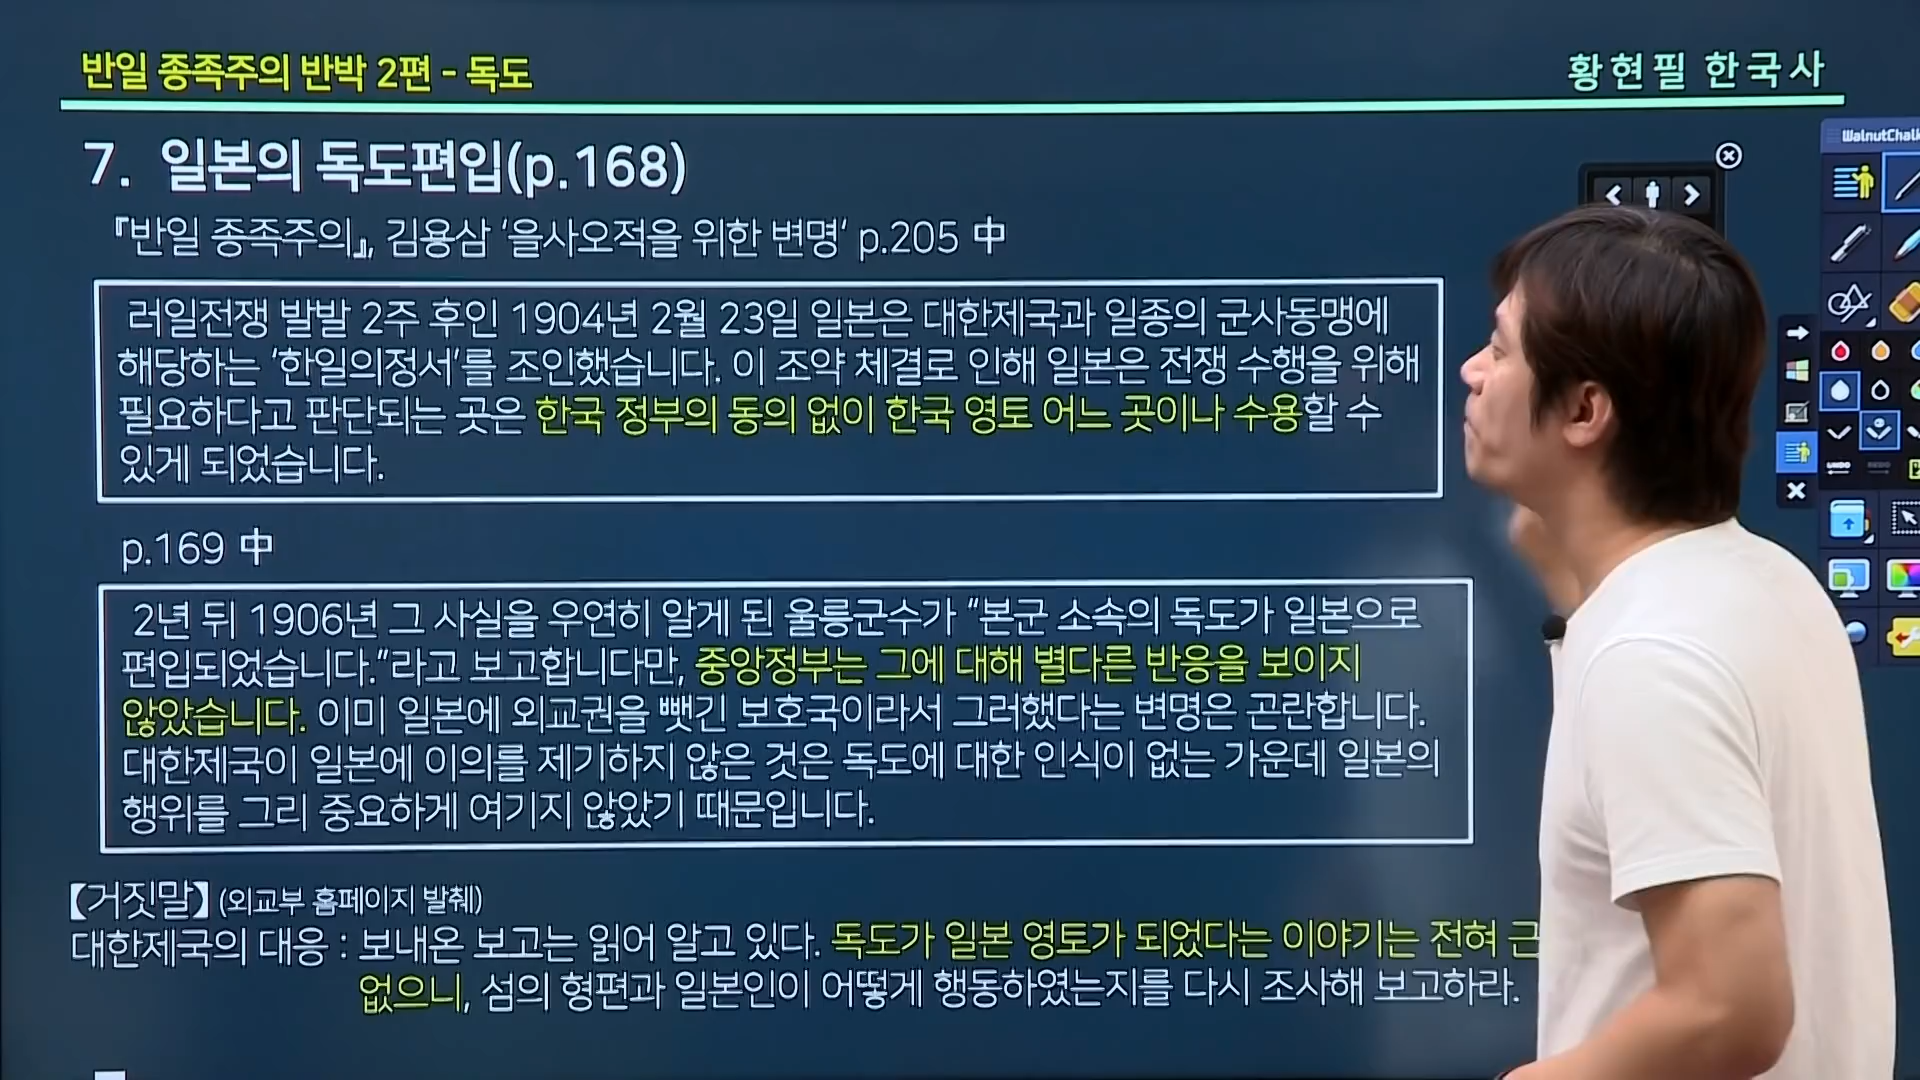 반일 종족주의 반박 2편 - 독도
황현필 한국사
7. 일본의 독도편입(p.168)
『반일 종족주의』, 김용삼 ‘을사오적을 위한 변명‘ p.205 中
러일전쟁 발발 2주 후인 1904년 2월 23일 일본은 대한제국과 일종의 군사동맹에
해당하는 ‘한일의정서’를 조인했습니다. 이 조약 체결로 인해 일본은 전쟁 수행을 위해
필요하다고 판단되는 곳은 한국 정부의 동의 없이 한국 영토 어느 곳이나 수용할 수
있게 되었습니다.
p.169 中
2년 뒤 1906년 그 사실을 우연히 알게 된 울릉군수가 “본군 소속의 독도가 일본으로
편입되었습니다.”라고 보고합니다만, 중앙정부는 그에 대해 별다른 반응을 보이지
않았습니다. 이미 일본에 외교권을 뺏긴 보호국이라서 그러했다는 변명은 곤란합니다.
대한제국이 일본에 이의를 제기하지 않은 것은 독도에 대한 인식이 없는 가운데 일본의
행위를 그리 중요하게 여기지 않았기 때문입니다.
【거짓말】 (외교부 홈페이지 발췌)
대한제국의 대응 : 보내온 보고는 읽어 알고 있다. 독도가 일본 영토가 되었다는 이야기는 전혀 근
없으니, 섬의 형편과 일본인이 어떻게 행동하였는지를 다시 조사해 보고하라.
WalnutChalk
UNDO
REDO